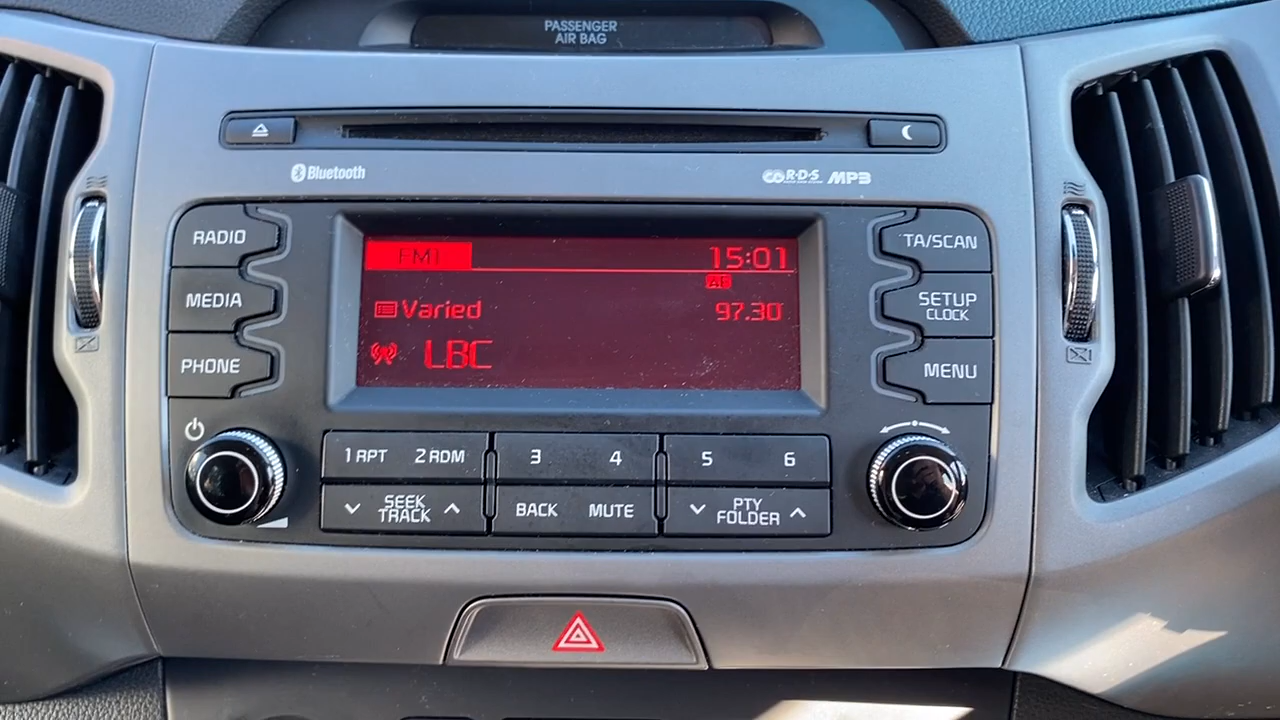 PASSENGER
AIR BAG
Bluetooth
R·D·S MP3
RADIO
MEDIA
PHONE
FM1 15:01
AF
Varied 97.30
LBC
TA/SCAN
SETUP
CLOCK
MENU
1 RPT 2 RDM 3 4 5 6
SEEK
TRACK
BACK MUTE
PTY
FOLDER